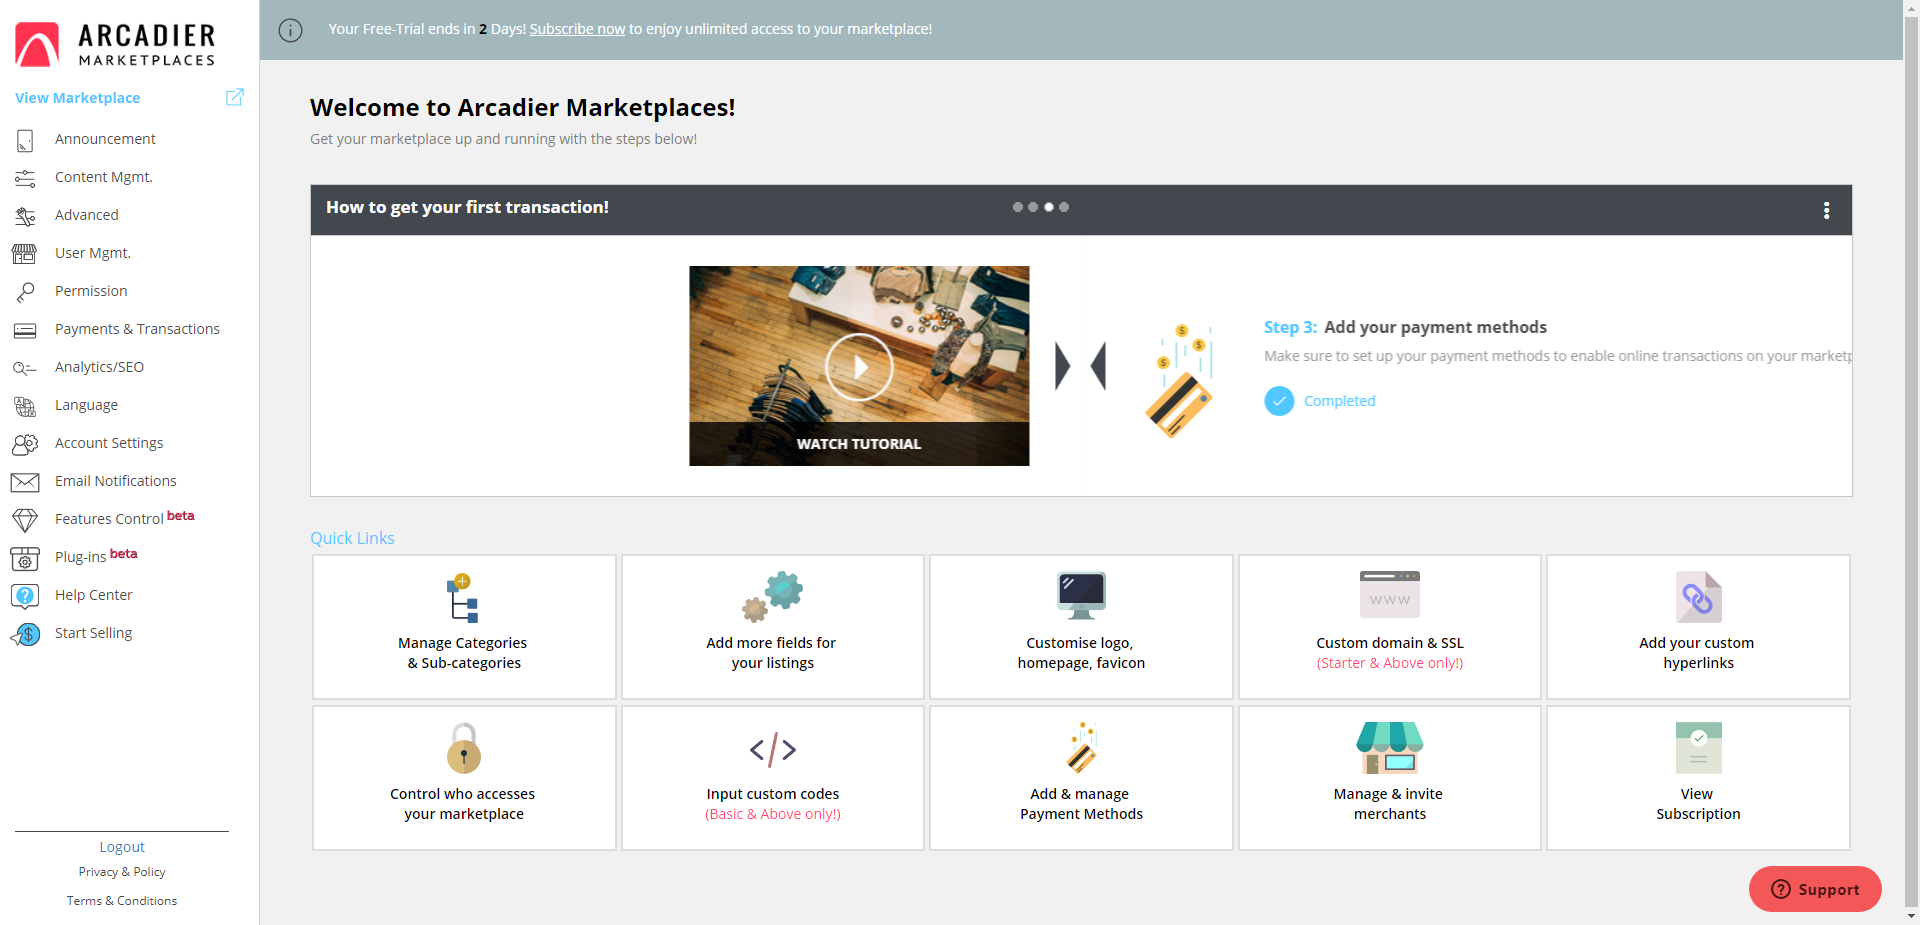 ARCADIER
MARKETPLACES
View Marketplace
Announcement
Content Mgmt.
Advanced
User Mgmt.
Permission
Payments & Transactions
Analytics/SEO
Language
Account Settings
Email Notifications
Features Control beta
Plug-ins beta
Help Center
Start Selling
Logout
Privacy & Policy
Terms & Conditions
Your Free-Trial ends in 2 Days! Subscribe now to enjoy unlimited access to your marketplace!
Welcome to Arcadier Marketplaces!
Get your marketplace up and running with the steps below!
How to get your first transaction!
WATCH TUTORIAL
Step 3: Add your payment methods
Make sure to set up your payment methods to enable online transactions on your marketp
Completed
Quick Links
Manage Categories
& Sub-categories
Add more fields for
your listings
Customise logo,
homepage, favicon
WWW
Custom domain & SSL
(Starter & Above only!)
Add your custom
hyperlinks
Control who accesses
your marketplace
Input custom codes
(Basic & Above only!)
Add & manage
Payment Methods
Manage & invite
merchants
View
Subscription
Support